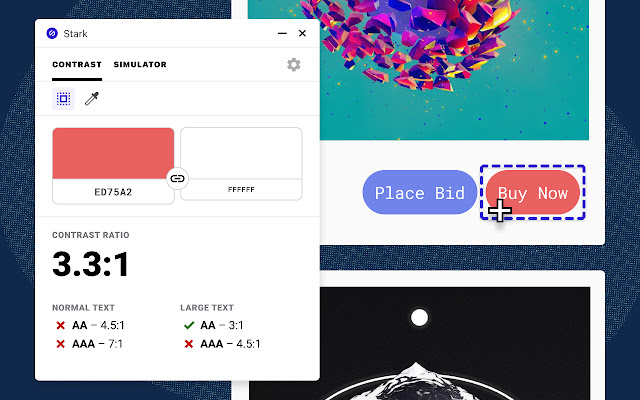 Stark
CONTRAST SIMULATOR
ED75A2 FFFFFF
CONTRAST RATIO
3.3:1
NORMAL TEXT
AA – 4.5:1
AAA – 7:1
LARGE TEXT
AA – 3:1
AAA – 4.5:1
Place Bid
Buy Now